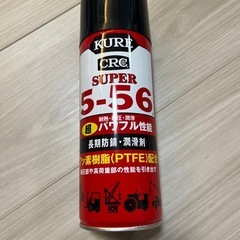 KURE
CRC
SUPER
5-56
耐熱・耐圧・潤滑
超パワフル性能
長期防錆・潤滑剤
フッ素樹脂(PTFE)配合